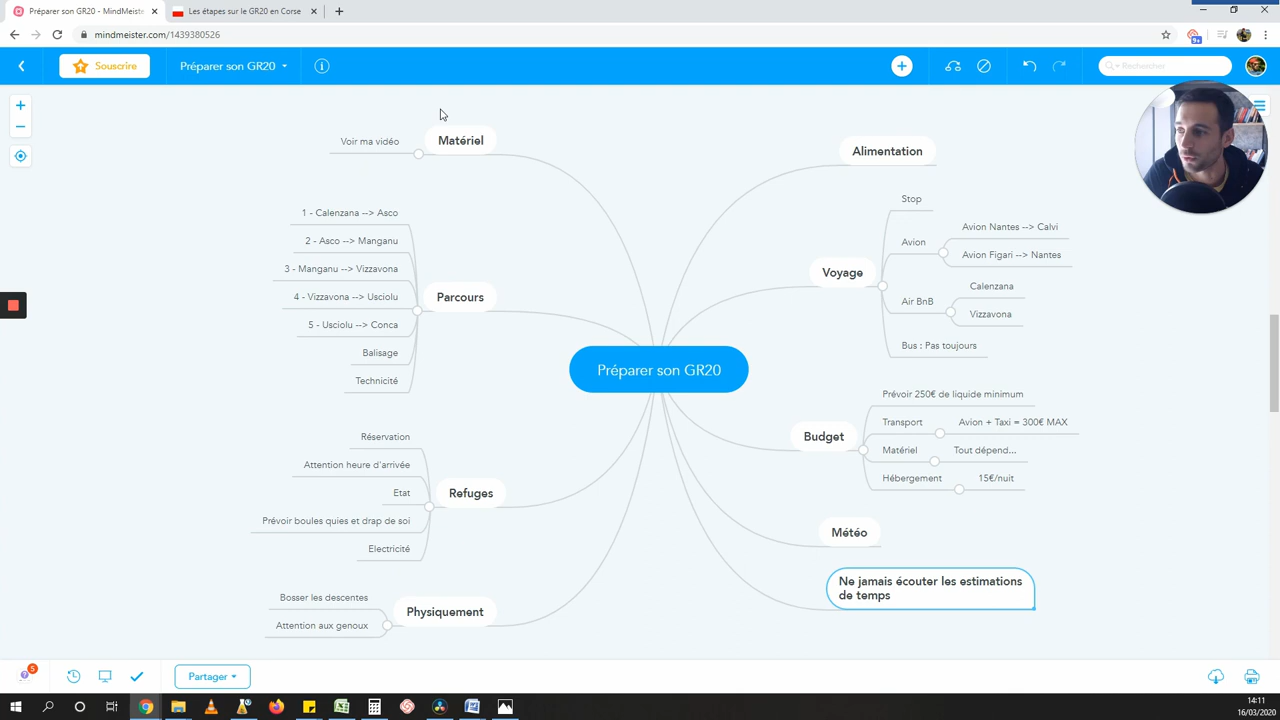 Préparer son GR20 - MindMeiste
Les étapes sur le GR20 en Corse
mindmeister.com/1439380526
9+
Souscrire
Préparer son GR20
Rechercher
Matériel
Voir ma vidéo
Parcours
1 - Calenzana --> Asco
2 - Asco --> Manganu
3 - Manganu --> Vizzavona
4 - Vizzavona --> Usciolu
5 - Usciolu --> Conca
Balisage
Technicité
Refuges
Réservation
Attention heure d'arrivée
Etat
Prévoir boules quies et drap de soi
Electricité
Physiquement
Bosser les descentes
Attention aux genoux
Préparer son GR20
Alimentation
Voyage
Stop
Avion
Avion Nantes --> Calvi
Avion Figari --> Nantes
Air BnB
Calenzana
Vizzavona
Bus : Pas toujours
Budget
Prévoir 250€ de liquide minimum
Transport
Avion + Taxi = 300€ MAX
Matériel
Tout dépend...
Hébergement
15€/nuit
Météo
Ne jamais écouter les estimations
de temps
5
Partager
14:11
16/03/2020